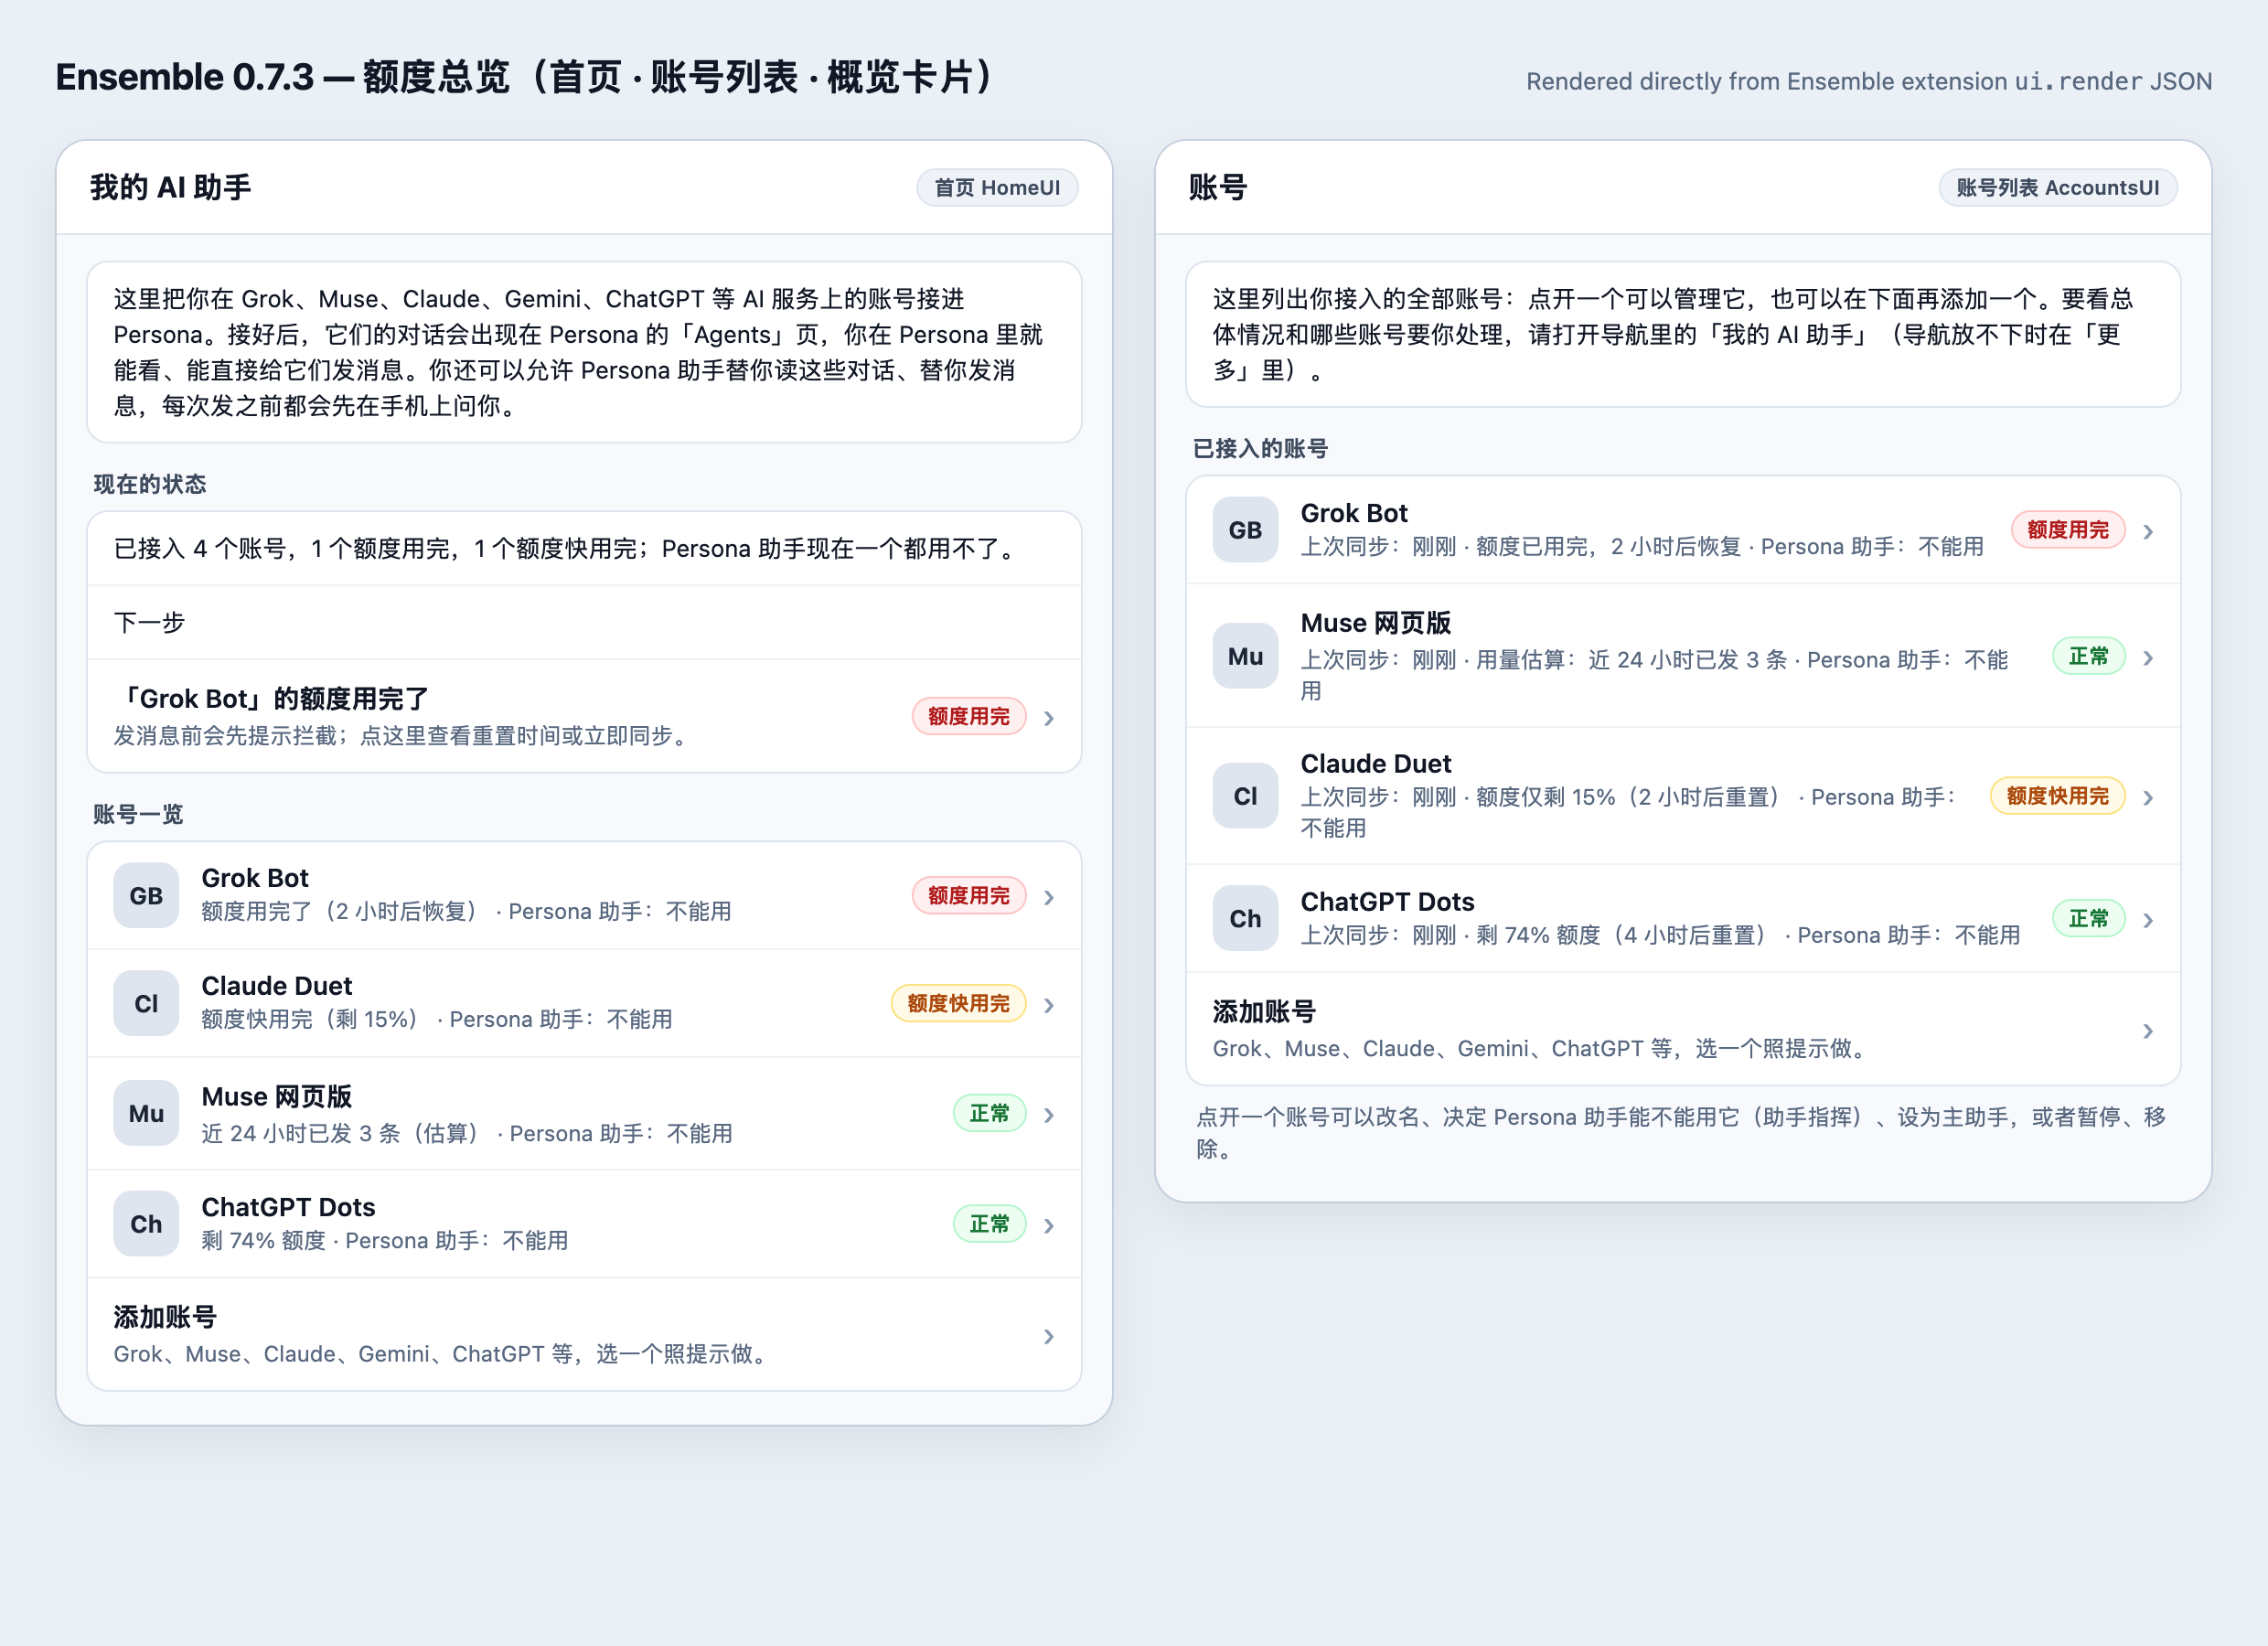 Ensemble 0.7.3 — 额度总览（首页 · 账号列表 · 概览卡片）
Rendered directly from Ensemble extension ui.render JSON
我的 AI 助手
首页 HomeUI
这里把你在 Grok、Muse、Claude、Gemini、ChatGPT 等 AI 服务上的账号接进
Persona。接好后，它们的对话会出现在 Persona 的「Agents」页，你在 Persona 里就
能看、能直接给它们发消息。你还可以允许 Persona 助手替你读这些对话、替你发消
息，每次发之前都会先在手机上问你。
现在的状态
已接入 4 个账号，1 个额度用完，1 个额度快用完；Persona 助手现在一个都用不了。
下一步
「Grok Bot」的额度用完了
发消息前会先提示拦截；点这里查看重置时间或立即同步。
额度用完
账号一览
GB
Grok Bot
额度用完了（2 小时后恢复） · Persona 助手：不能用
额度用完
Cl
Claude Duet
额度快用完（剩 15%） · Persona 助手：不能用
额度快用完
Mu
Muse 网页版
近 24 小时已发 3 条（估算） · Persona 助手：不能用
正常
Ch
ChatGPT Dots
剩 74% 额度 · Persona 助手：不能用
正常
添加账号
Grok、Muse、Claude、Gemini、ChatGPT 等，选一个照提示做。
账号
账号列表 AccountsUI
这里列出你接入的全部账号：点开一个可以管理它，也可以在下面再添加一个。要看总
体情况和哪些账号要你处理，请打开导航里的「我的 AI 助手」（导航放不下时在「更
多」里）。
已接入的账号
GB
Grok Bot
上次同步：刚刚 · 额度已用完，2 小时后恢复 · Persona 助手：不能用
额度用完
Mu
Muse 网页版
上次同步：刚刚 · 用量估算：近 24 小时已发 3 条 · Persona 助手：不能
用
正常
Cl
Claude Duet
上次同步：刚刚 · 额度仅剩 15%（2 小时后重置） · Persona 助手：
不能用
额度快用完
Ch
ChatGPT Dots
上次同步：刚刚 · 剩 74% 额度（4 小时后重置） · Persona 助手：不能用
正常
添加账号
Grok、Muse、Claude、Gemini、ChatGPT 等，选一个照提示做。
点开一个账号可以改名、决定 Persona 助手能不能用它（助手指挥）、设为主助手，或者暂停、移
除。